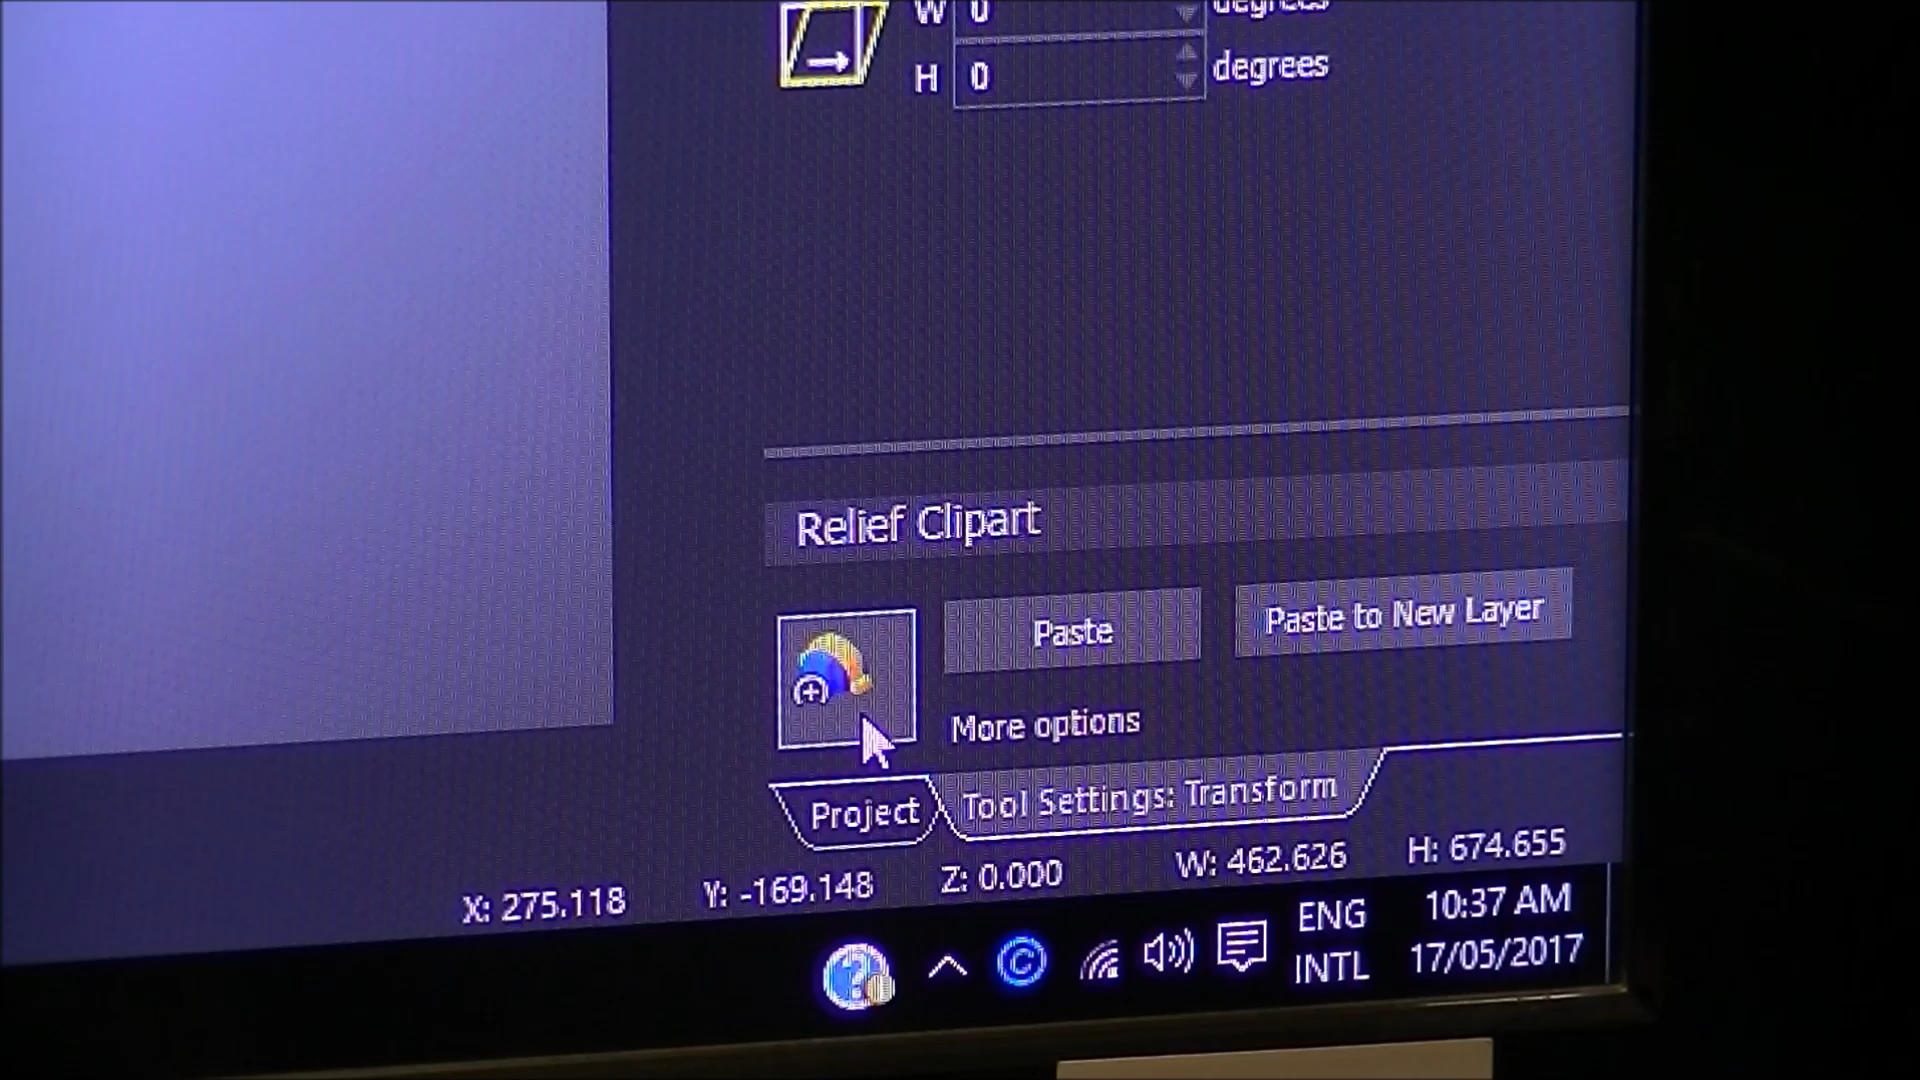 W 0 degrees
H 0 degrees
Relief Clipart
Paste
Paste to New Layer
More options
Project
Tool Settings: Transform
X: 275.118 Y: -169.148 Z: 0.000 W: 462.626 H: 674.655
ENG
INTL
10:37 AM
17/05/2017